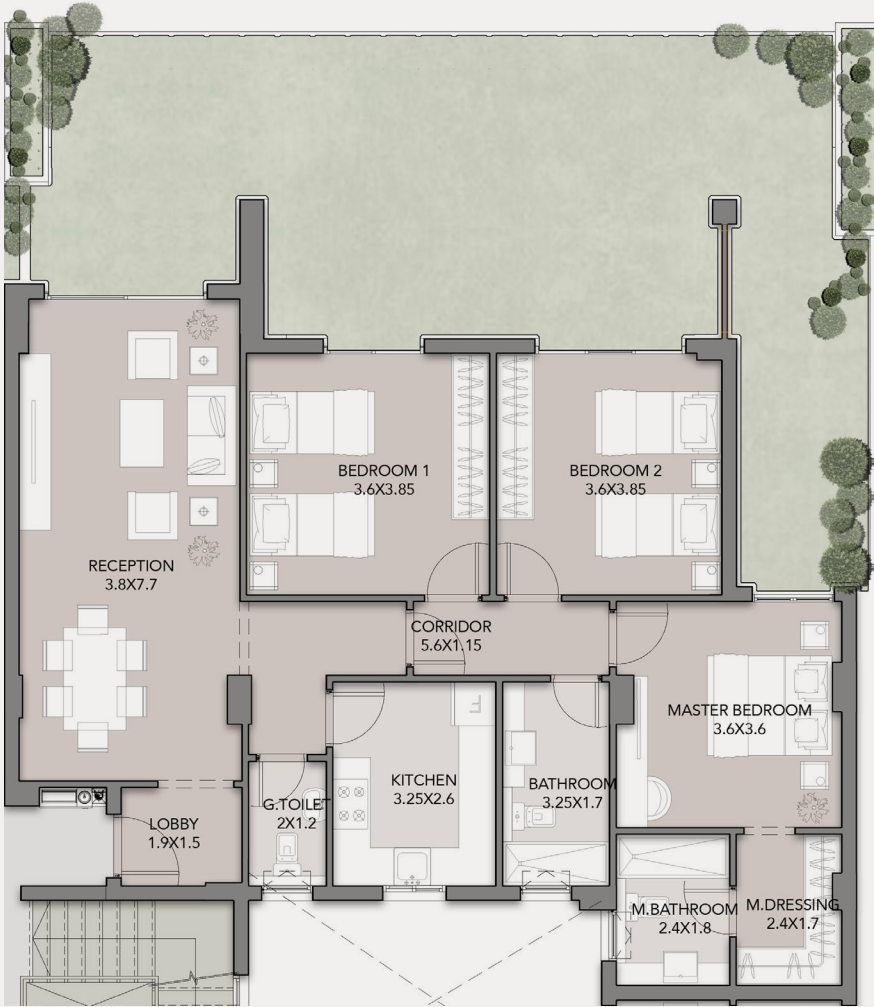 BEDROOM 1
3.6X3.85
BEDROOM 2
3.6X3.85
RECEPTION
3.8X7.7
CORRIDOR
5.6X1.15
MASTER BEDROOM
3.6X3.6
F
KITCHEN
3.25X2.6
BATHROOM
3.25X1.7
G.TOILET
2X1.2
LOBBY
1.9X1.5
M.BATHROOM
2.4X1.8
M.DRESSING
2.4X1.7